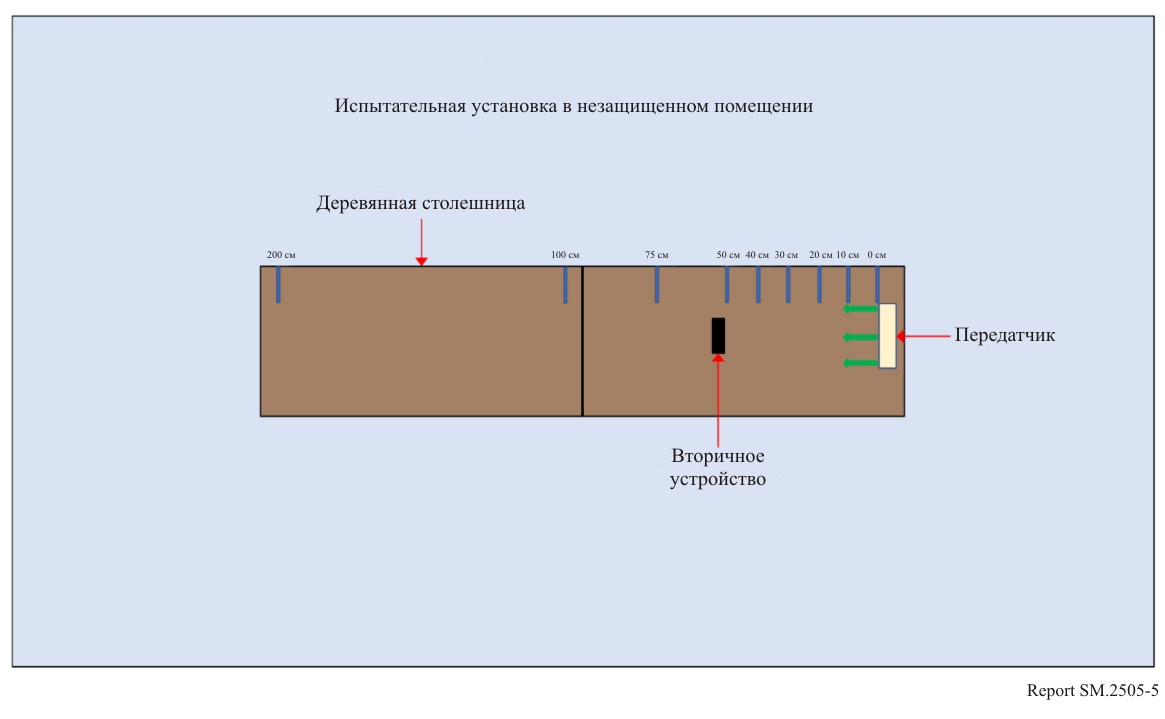 Испытательная установка в незащищенном помещении
Деревянная столешница
200 см 100 см 75 см 50 см 40 см 30 см 20 см 10 см 0 см
Передатчик
Вторичное
устройство
Report SM.2505-5